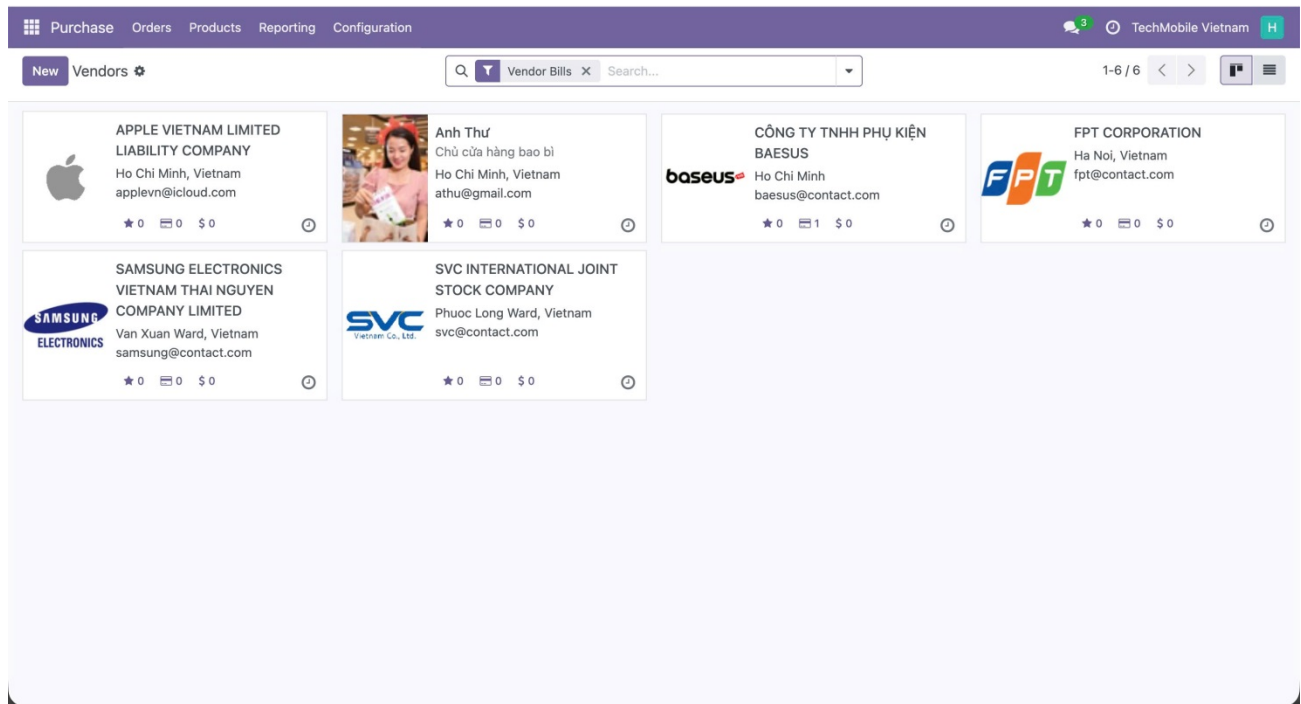 Purchase Orders Products Reporting Configuration 3 TechMobile Vietnam H
New Vendors Vendor Bills Search... 1-6 / 6
APPLE VIETNAM LIMITED
LIABILITY COMPANY
Ho Chi Minh, Vietnam
applevn@icloud.com
0 0 $ 0
Anh Thư
Chủ cửa hàng bao bì
Ho Chi Minh, Vietnam
athu@gmail.com
0 0 $ 0
baseus
CÔNG TY TNHH PHỤ KIỆN
BAESUS
Ho Chi Minh
baesus@contact.com
0 1 $ 0
FPT
FPT CORPORATION
Ha Noi, Vietnam
fpt@contact.com
0 0 $ 0
SAMSUNG
ELECTRONICS
SAMSUNG ELECTRONICS
VIETNAM THAI NGUYEN
COMPANY LIMITED
Van Xuan Ward, Vietnam
samsung@contact.com
0 0 $ 0
SVC
Vietnam Co., Ltd.
SVC INTERNATIONAL JOINT
STOCK COMPANY
Phuoc Long Ward, Vietnam
svc@contact.com
0 0 $ 0